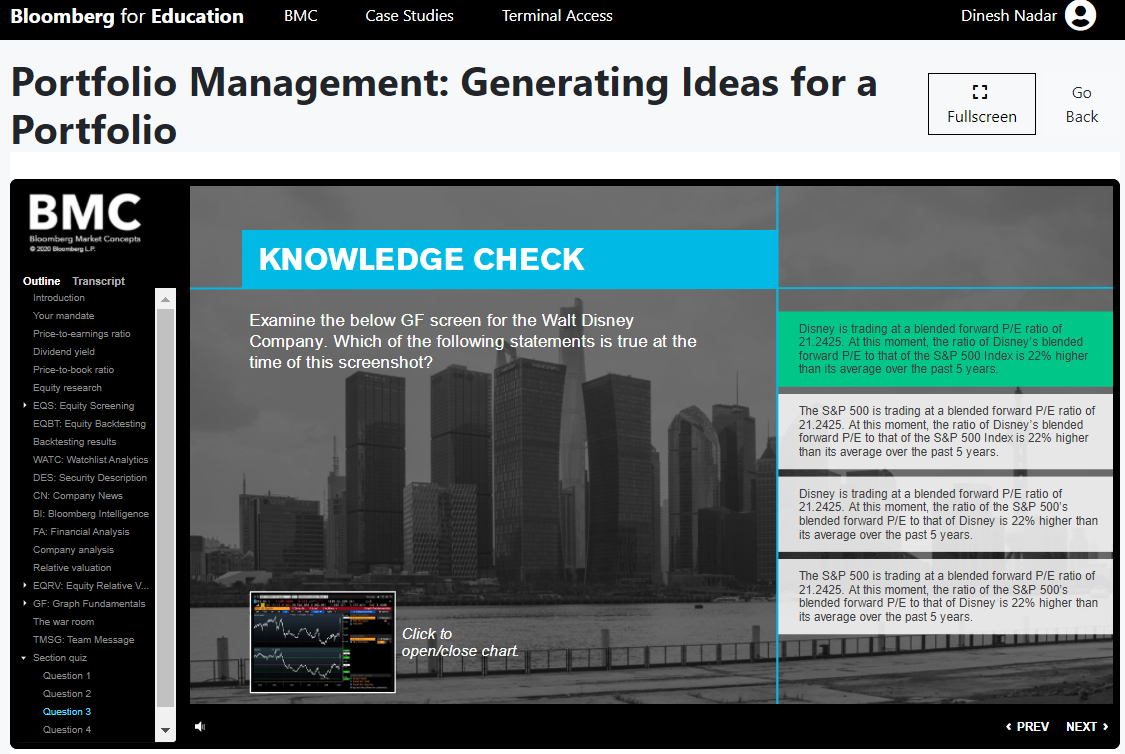 Bloomberg for Education
BMC
Case Studies
Terminal Access
Dinesh Nadar
Portfolio Management: Generating Ideas for a
Portfolio
Fullscreen
Go
Back
BMC
Bloomberg Market Concepts
© 2020 Bloomberg L.P.
Outline
Transcript
Introduction
Your mandate
Price-to-earnings ratio
Dividend yield
Price-to-book ratio
Equity research
EQS: Equity Screening
EQBT: Equity Backtesting
Backtesting results
WATC: Watchlist Analytics
DES: Security Description
CN: Company News
BI: Bloomberg Intelligence
FA: Financial Analysis
Company analysis
Relative valuation
EQRV: Equity Relative V...
GF: Graph Fundamentals
The war room
TMSG: Team Message
Section quiz
Question 1
Question 2
Question 3
Question 4
KNOWLEDGE CHECK
Examine the below GF screen for the Walt Disney
Company. Which of the following statements is true at the
time of this screenshot?
Click to
open/close chart.
Disney is trading at a blended forward P/E ratio of
21.2425. At this moment, the ratio of Disney's blended
forward P/E to that of the S&P 500 Index is 22% higher
than its average over the past 5 years.
The S&P 500 is trading at a blended forward P/E ratio of
21.2425. At this moment, the ratio of Disney's blended
forward P/E to that of the S&P 500 Index is 22% higher
than its average over the past 5 years.
Disney is trading at a blended forward P/E ratio of
21.2425. At this moment, the ratio of the S&P 500's
blended forward P/E to that of Disney is 22% higher than
its average over the past 5 years.
The S&P 500 is trading at a blended forward P/E ratio of
21.2425. At this moment, the ratio of the S&P 500's
blended forward P/E to that of Disney is 22% higher than
its average over the past 5 years.
PREV
NEXT